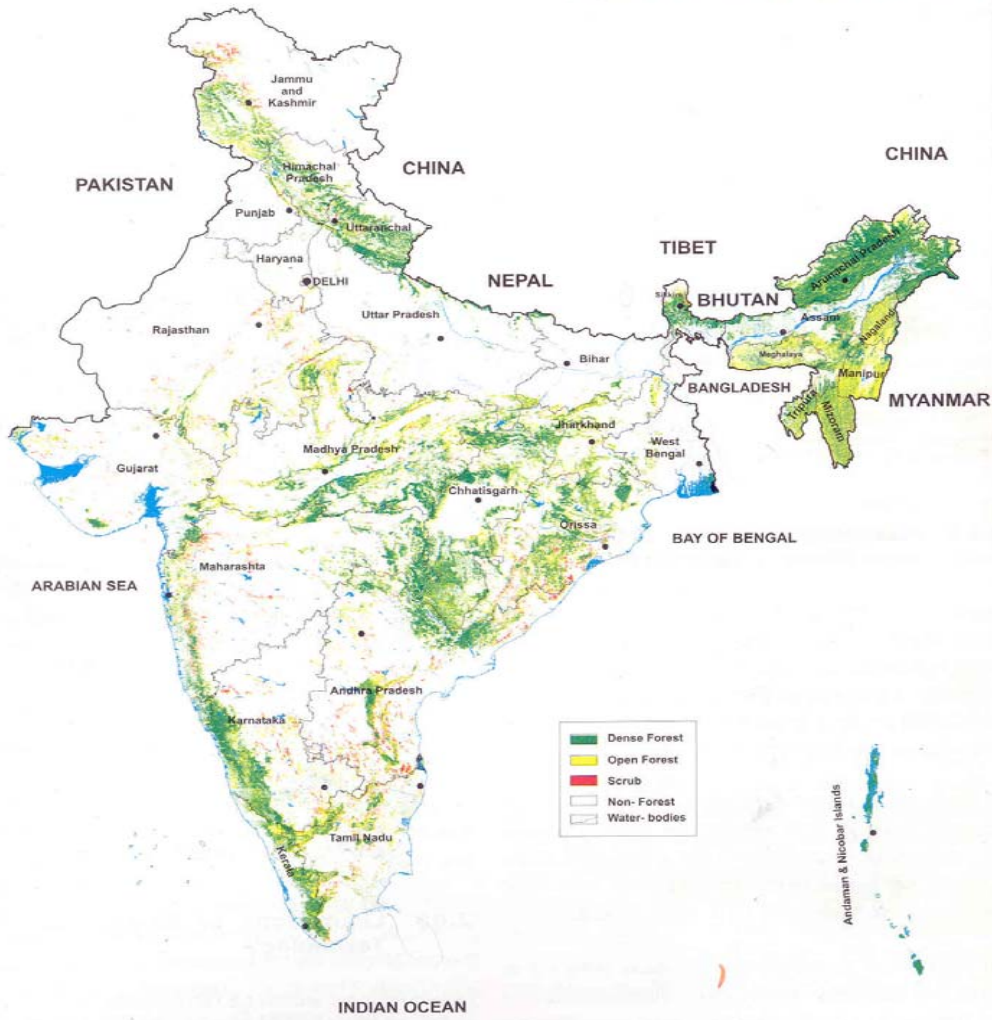 Jammu
and
Kashmir
CHINA
CHINA
Himachal
Pradesh
PAKISTAN
Punjab
Uttaranchal
Arunachal Pradesh
TIBET
Haryana
NEPAL
DELHI
Sikkim
BHUTAN
Assam
Nagaland
Rajasthan
Uttar Pradesh
Bihar
Meghalaya
Manipur
BANGLADESH
MYANMAR
Tripura
Mizoram
Jharkhand
West
Bengal
Madhya Pradesh
Gujarat
Chhatisgarh
Orissa
BAY OF BENGAL
Maharashtra
ARABIAN SEA
Andhra Pradesh
Karnataka
Dense Forest
Open Forest
Scrub
Non- Forest
Water- bodies
Andaman & Nicobar Islands
Tamil Nadu
Kerala
INDIAN OCEAN